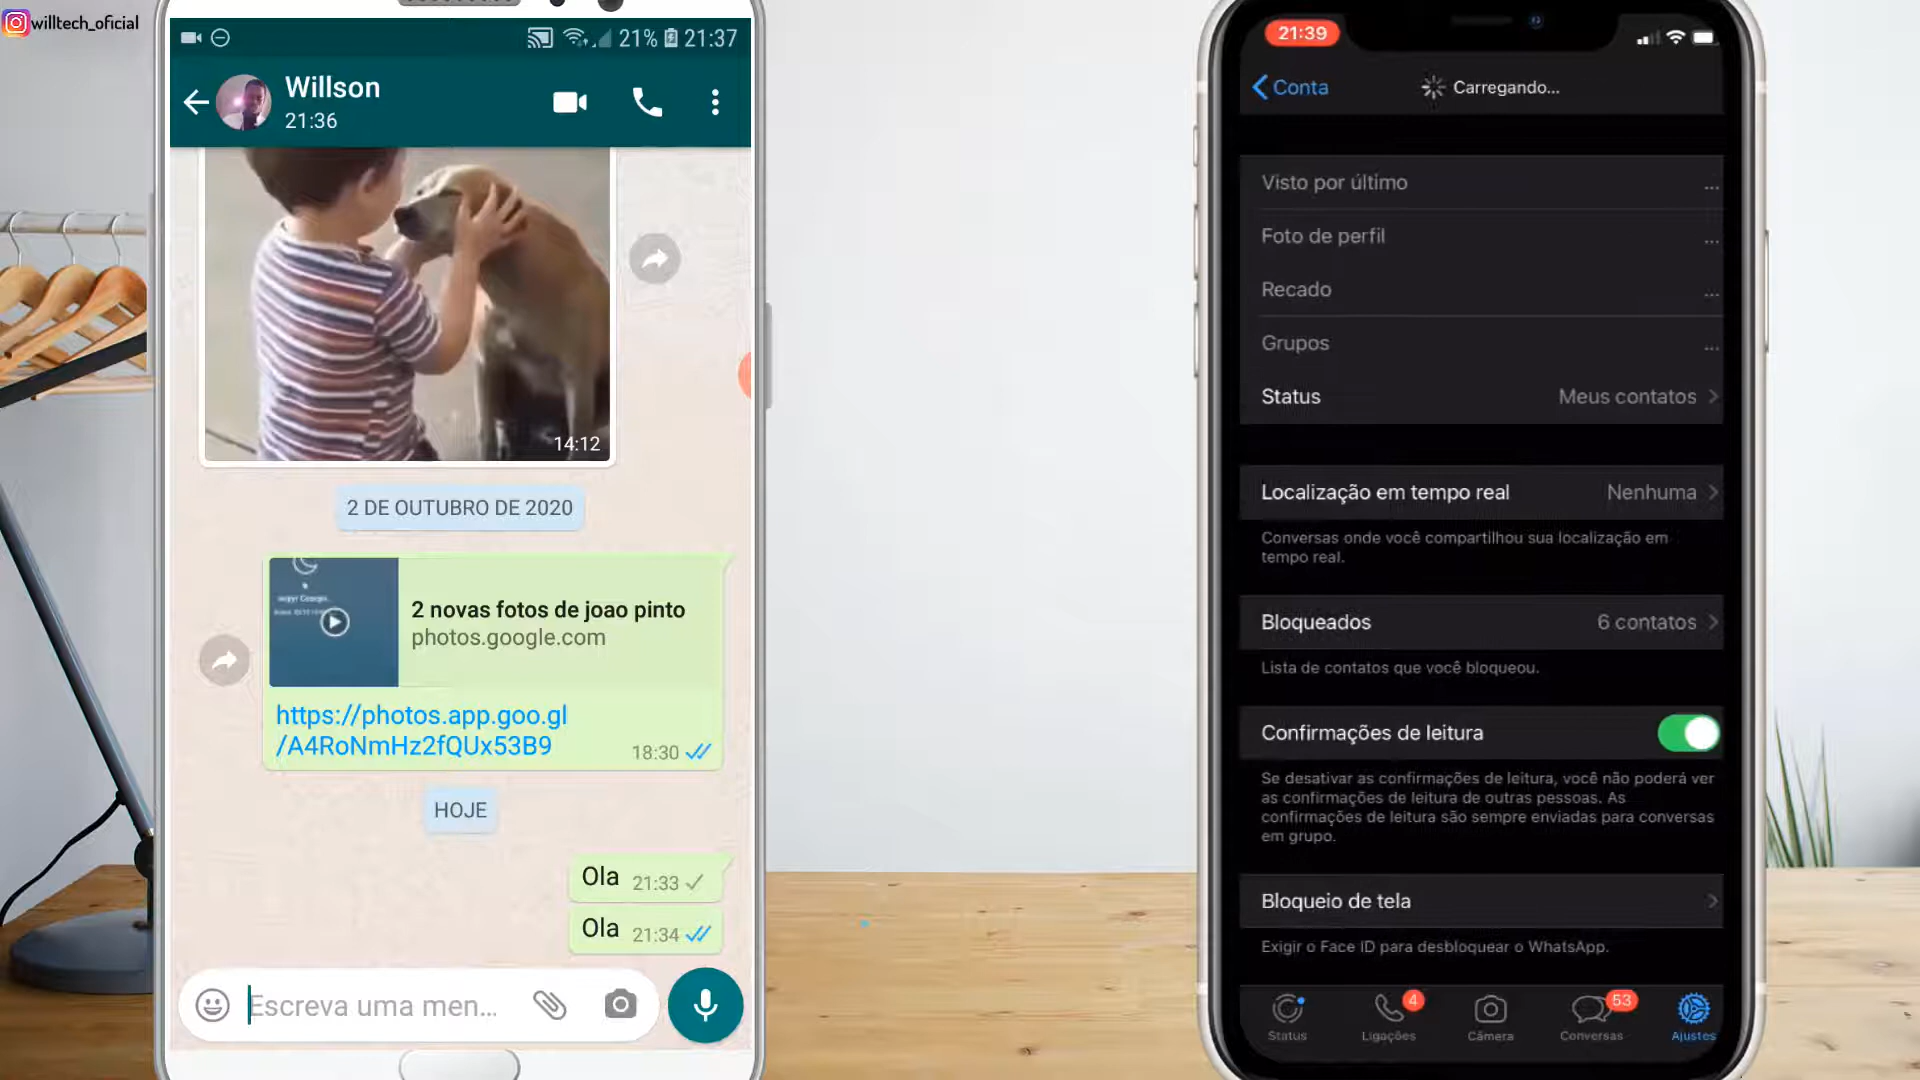 willtech_oficial
21% 21:37
Willson
21:36
14:12
2 DE OUTUBRO DE 2020
2 novas fotos de joao pinto
photos.google.com
https://photos.app.goo.gl
/A4RoNmHz2fQUx53B9
18:30
HOJE
Ola 21:33
Ola 21:34
Escreva uma men...
21:39
Conta
Carregando...
Visto por último ...
Foto de perfil ...
Recado ...
Grupos ...
Status Meus contatos
Localização em tempo real Nenhuma
Conversas onde você compartilhou sua localização em
tempo real.
Bloqueados 6 contatos
Lista de contatos que você bloqueou.
Confirmações de leitura
Se desativar as confirmações de leitura, você não poderá ver
as confirmações de leitura de outras pessoas. As
confirmações de leitura são sempre enviadas para conversas
em grupo.
Bloqueio de tela
Exigir o Face ID para desbloquear o WhatsApp.
4 53
Status Ligações Câmera Conversas Ajustes